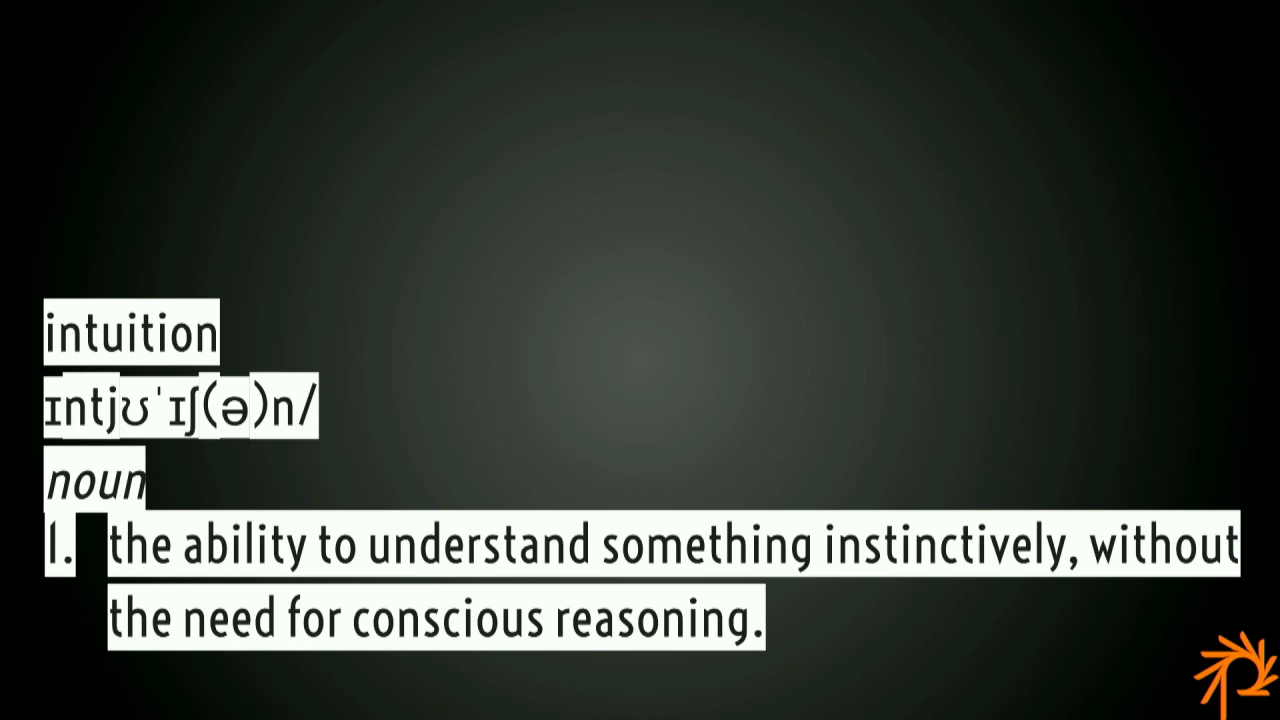 intuition
ɪntjʊˈɪʃ(ə)n/
noun
1. the ability to understand something instinctively, without
the need for conscious reasoning.